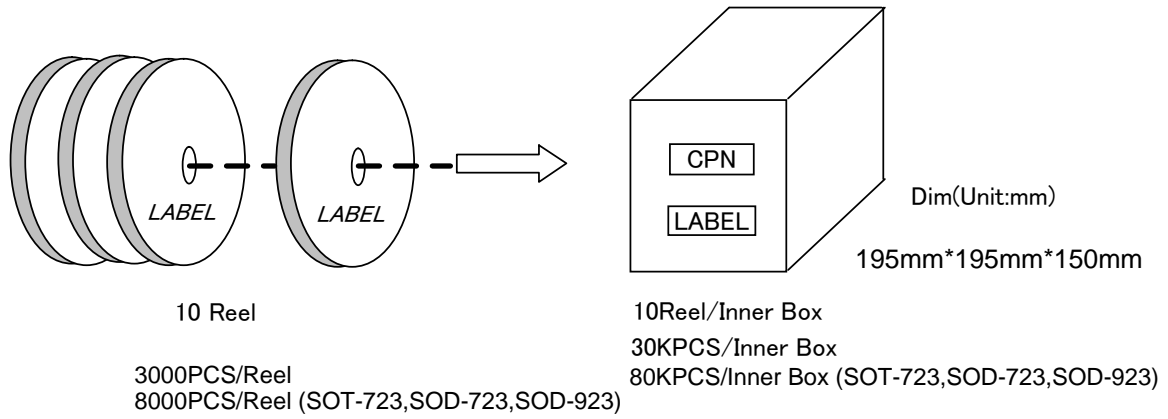 LABEL
LABEL
CPN
LABEL
Dim(Unit:mm)
195mm*195mm*150mm
10 Reel
10Reel/Inner Box
30KPCS/Inner Box
3000PCS/Reel
80KPCS/Inner Box (SOT-723,SOD-723,SOD-923)
8000PCS/Reel (SOT-723,SOD-723,SOD-923)